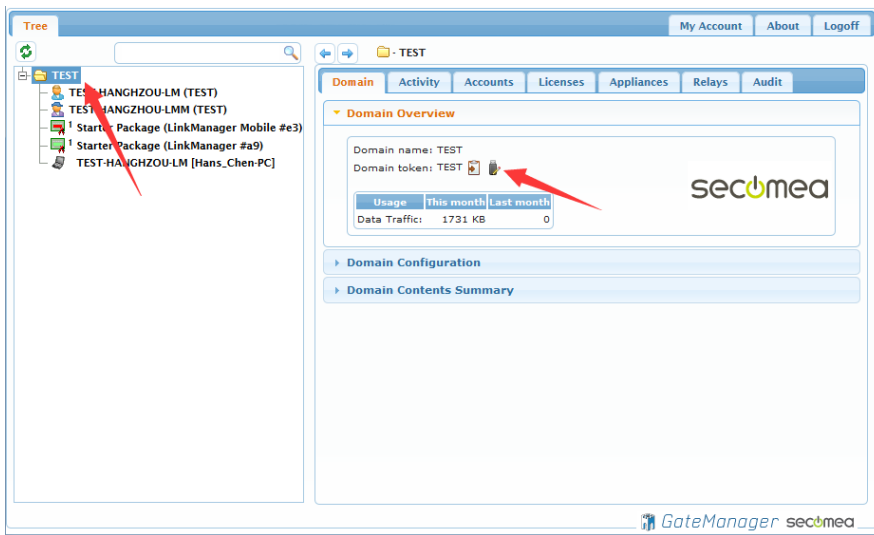 Tree
My Account
About
Logoff
- TEST
TEST
TEST-HANGHZOU-LM (TEST)
TEST-HANGZHOU-LMM (TEST)
1 Starter Package (LinkManager Mobile #e3)
1 Starter Package (LinkManager #a9)
TEST-HANGHZOU-LM [Hans_Chen-PC]
Domain
Activity
Accounts
Licenses
Appliances
Relays
Audit
Domain Overview
Domain name: TEST
Domain token: TEST
secomea
Usage This month Last month
Data Traffic: 1731 KB 0
Domain Configuration
Domain Contents Summary
GateManager secomea